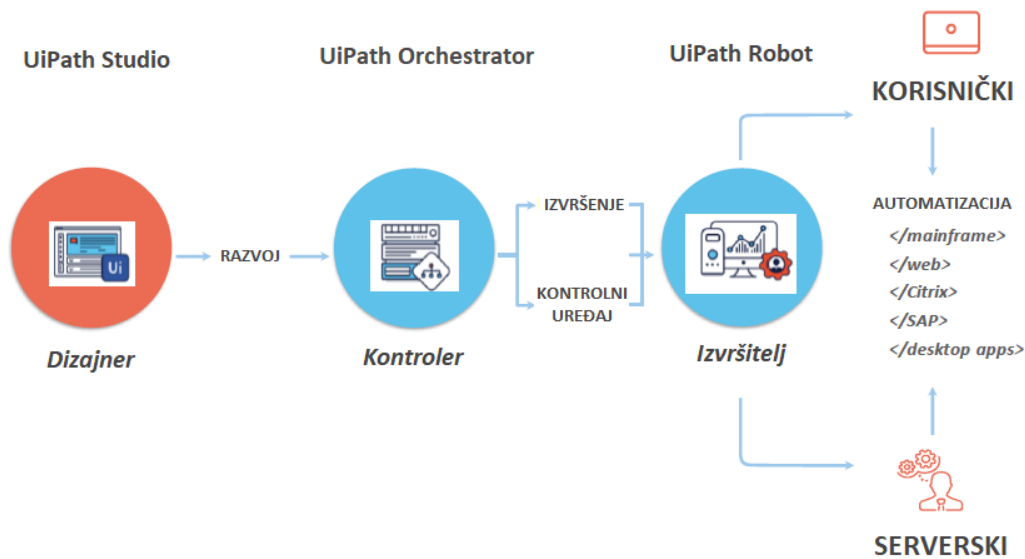 UiPath Studio
UiPath Orchestrator
UiPath Robot
KORISNIČKI
Ui
RAZVOJ
IZVRŠENJE
KONTROLNI
UREĐAJ
Dizajner
Kontroler
Izvršitelj
AUTOMATIZACIJA
</mainframe>
</web>
</Citrix>
</SAP>
</desktop apps>
SERVERSKI